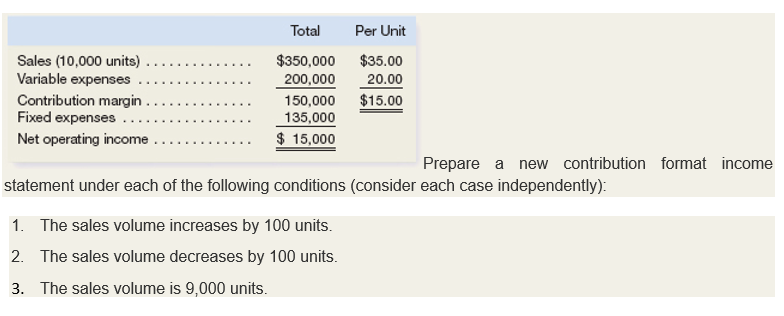 Total Per Unit
Sales (10,000 units) . . . . . . . . . . . . . $350,000 $35.00
Variable expenses . . . . . . . . . . . . . . 200,000 20.00
Contribution margin . . . . . . . . . . . . . 150,000 $15.00
Fixed expenses . . . . . . . . . . . . . . . . 135,000
Net operating income . . . . . . . . . . . . $ 15,000
Prepare a new contribution format income
statement under each of the following conditions (consider each case independently):
1. The sales volume increases by 100 units.
2. The sales volume decreases by 100 units.
3. The sales volume is 9,000 units.